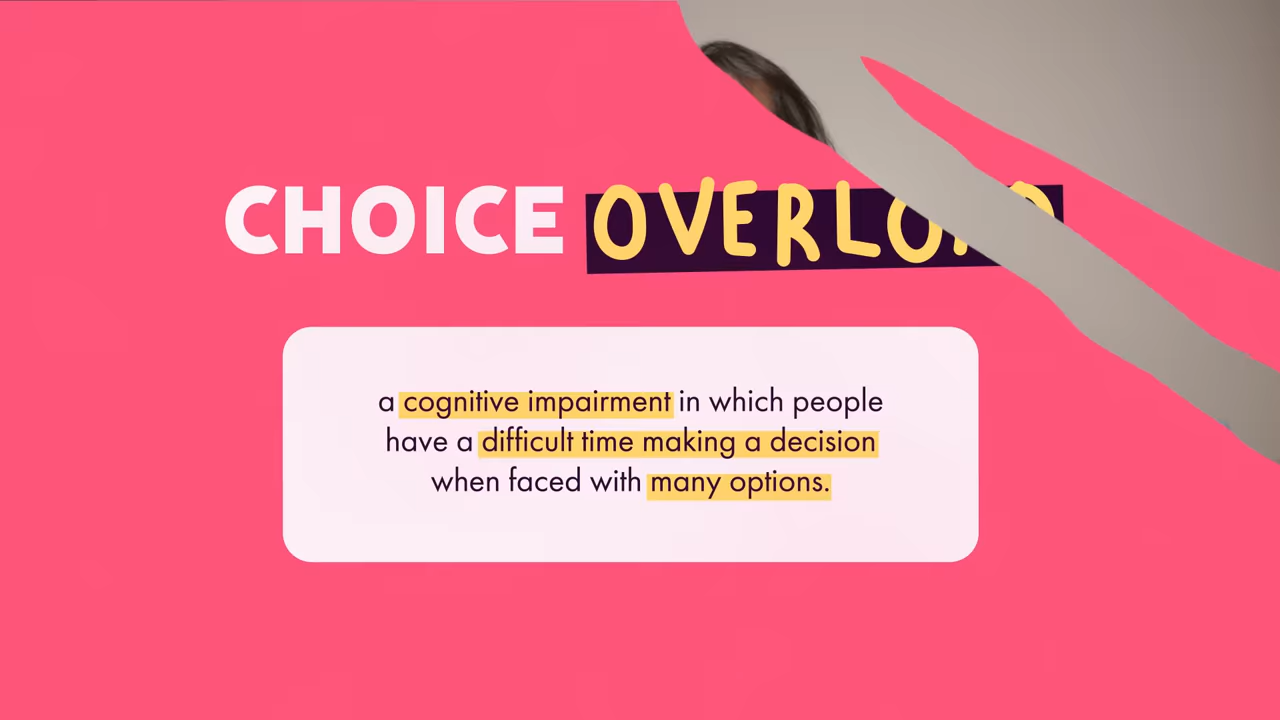 CHOICE OVERLO
a cognitive impairment in which people
have a difficult time making a decision
when faced with many options.